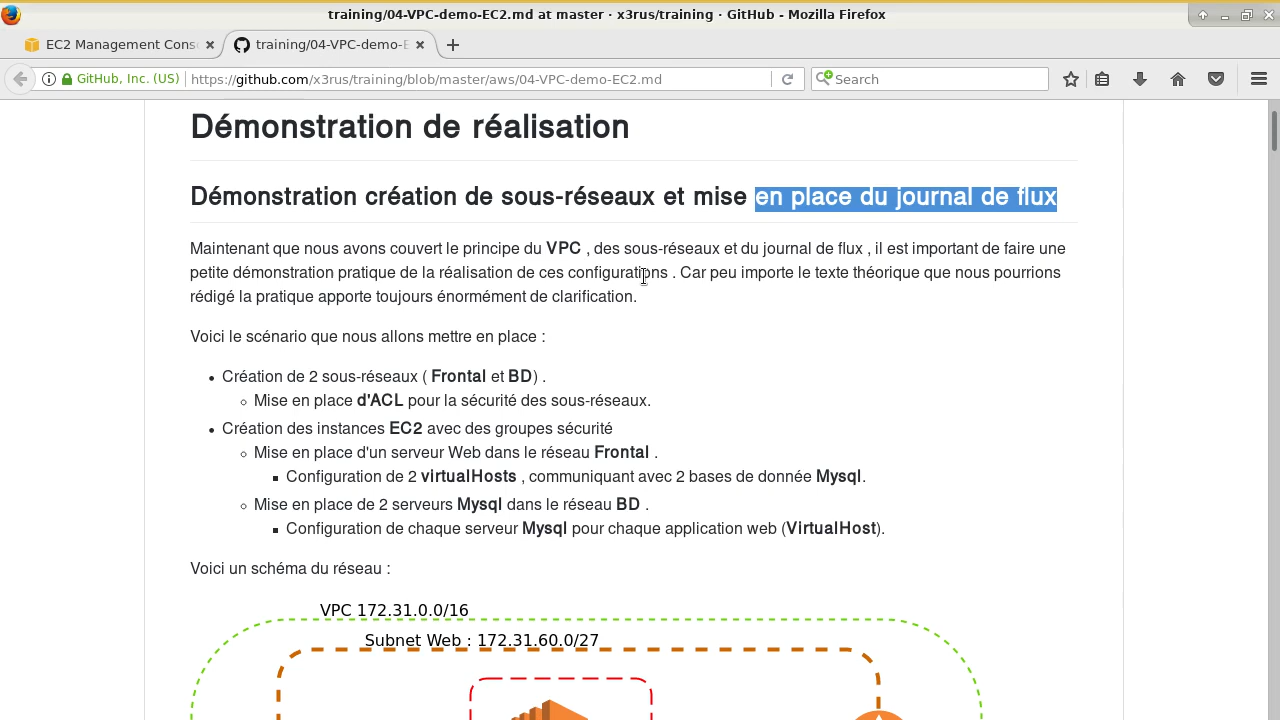 training/04-VPC-demo-EC2.md at master · x3rus/training · GitHub - Mozilla Firefox
EC2 Management Cons
training/04-VPC-demo-E
GitHub, Inc. (US)
https://github.com/x3rus/training/blob/master/aws/04-VPC-demo-EC2.md
Search
Démonstration de réalisation
Démonstration création de sous-réseaux et mise en place du journal de flux
Maintenant que nous avons couvert le principe du VPC , des sous-réseaux et du journal de flux , il est important de faire une
petite démonstration pratique de la réalisation de ces configurations . Car peu importe le texte théorique que nous pourrions
rédigé la pratique apporte toujours énormément de clarification.
Voici le scénario que nous allons mettre en place :
• Création de 2 sous-réseaux ( Frontal et BD) .
◦ Mise en place d'ACL pour la sécurité des sous-réseaux.
• Création des instances EC2 avec des groupes sécurité
◦ Mise en place d'un serveur Web dans le réseau Frontal .
▪ Configuration de 2 virtualHosts , communiquant avec 2 bases de donnée Mysql.
◦ Mise en place de 2 serveurs Mysql dans le réseau BD .
▪ Configuration de chaque serveur Mysql pour chaque application web (VirtualHost).
Voici un schéma du réseau :
VPC 172.31.0.0/16
Subnet Web : 172.31.60.0/27